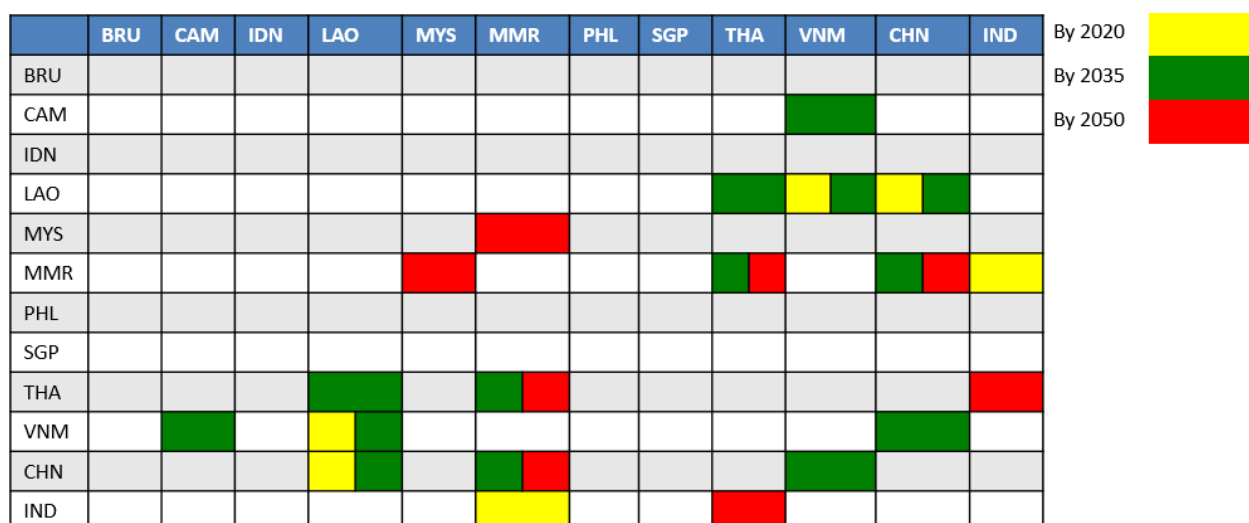 BRU CAM IDN LAO MYS MMR PHL SGP THA VNM CHN IND
By 2020
BRU
By 2035
CAM
By 2050
IDN
LAO
MYS
MMR
PHL
SGP
THA
VNM
CHN
IND